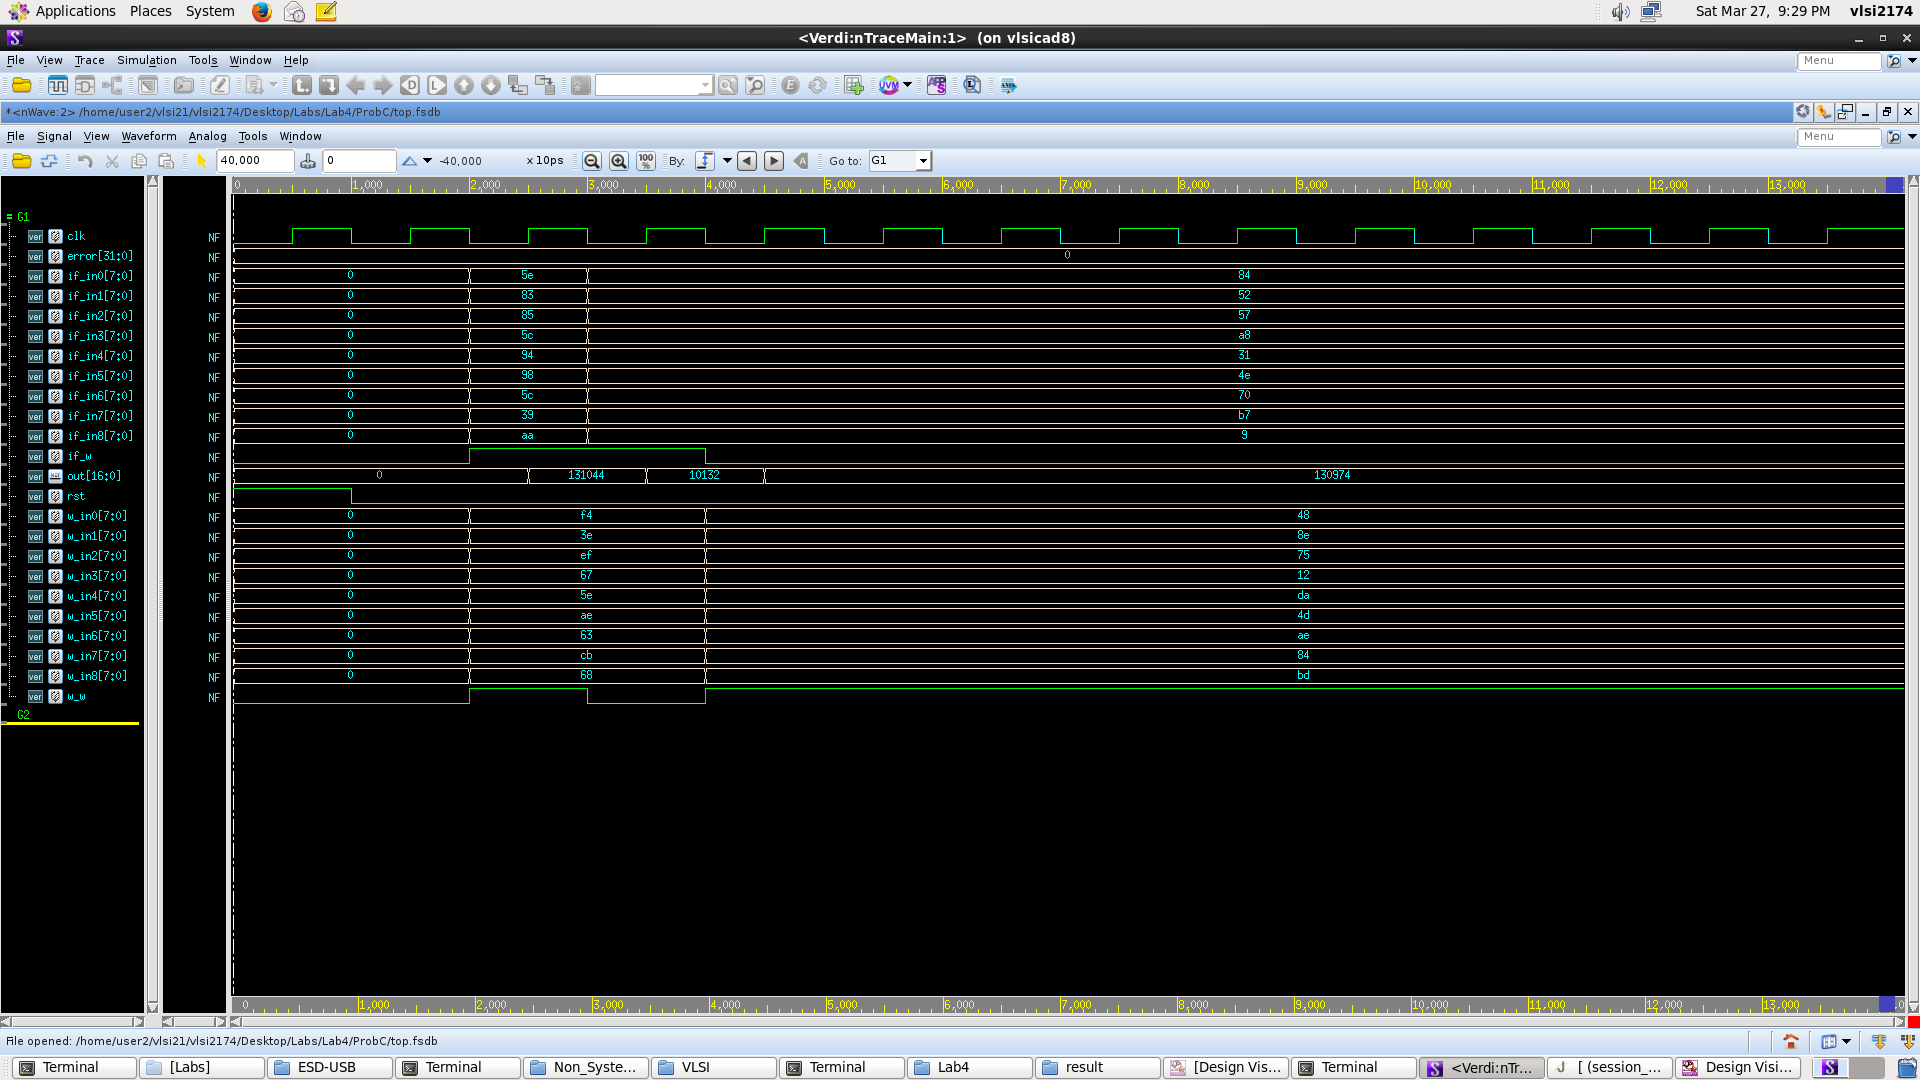 Applications Places System Sat Mar 27, 9:29 PM vlsi2174
<Verdi:nTraceMain:1> (on vlsicad8)
File View Trace Simulation Tools Window Help Menu
*<nWave:2> /home/user2/vlsi21/vlsi2174/Desktop/Labs/Lab4/ProbC/top.fsdb
File Signal View Waveform Analog Tools Window Menu
40,000 0 -40,000 x 10ps 100% By: Go to: G1
0 1,000 2,000 3,000 4,000 5,000 6,000 7,000 8,000 9,000 10,000 11,000 12,000 13,000
G1
clk NF
error[31:0] NF 0
if_in0[7:0] NF 0 5e 84
if_in1[7:0] NF 0 83 52
if_in2[7:0] NF 0 85 57
if_in3[7:0] NF 0 5c a8
if_in4[7:0] NF 0 94 31
if_in5[7:0] NF 0 98 4e
if_in6[7:0] NF 0 5c 70
if_in7[7:0] NF 0 39 b7
if_in8[7:0] NF 0 aa 9
if_w NF
out[16:0] NF 0 131044 10132 130974
rst NF
w_in0[7:0] NF 0 f4 48
w_in1[7:0] NF 0 3e 8e
w_in2[7:0] NF 0 ef 75
w_in3[7:0] NF 0 67 12
w_in4[7:0] NF 0 5e da
w_in5[7:0] NF 0 ae 4d
w_in6[7:0] NF 0 63 ae
w_in7[7:0] NF 0 cb 84
w_in8[7:0] NF 0 68 bd
w_w NF
G2
0 1,000 2,000 3,000 4,000 5,000 6,000 7,000 8,000 9,000 10,000 11,000 12,000 13,000
File opened: /home/user2/vlsi21/vlsi2174/Desktop/Labs/Lab4/ProbC/top.fsdb
Terminal [Labs] ESD-USB Terminal Non_Syste... VLSI Terminal Lab4 result [Design Vis... Terminal <Verdi:nTr... [ (session_... Design Visi...